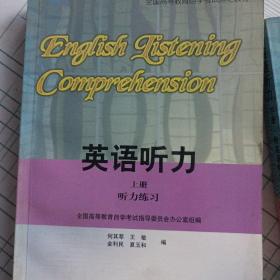 English Listening
Comprehension
英语听力
上册
听力练习
全国高等教育自学考试指导委员会办公室组编
何其莘 王敏
金利民 夏玉和 编